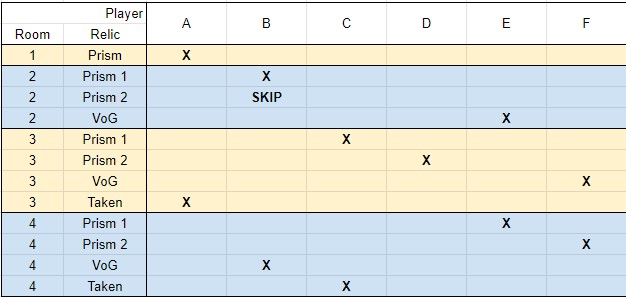 Player
Room Relic A B C D E F
1 Prism X
2 Prism 1 X
2 Prism 2 SKIP
2 VoG X
3 Prism 1 X
3 Prism 2 X
3 VoG X
3 Taken X
4 Prism 1 X
4 Prism 2 X
4 VoG X
4 Taken X